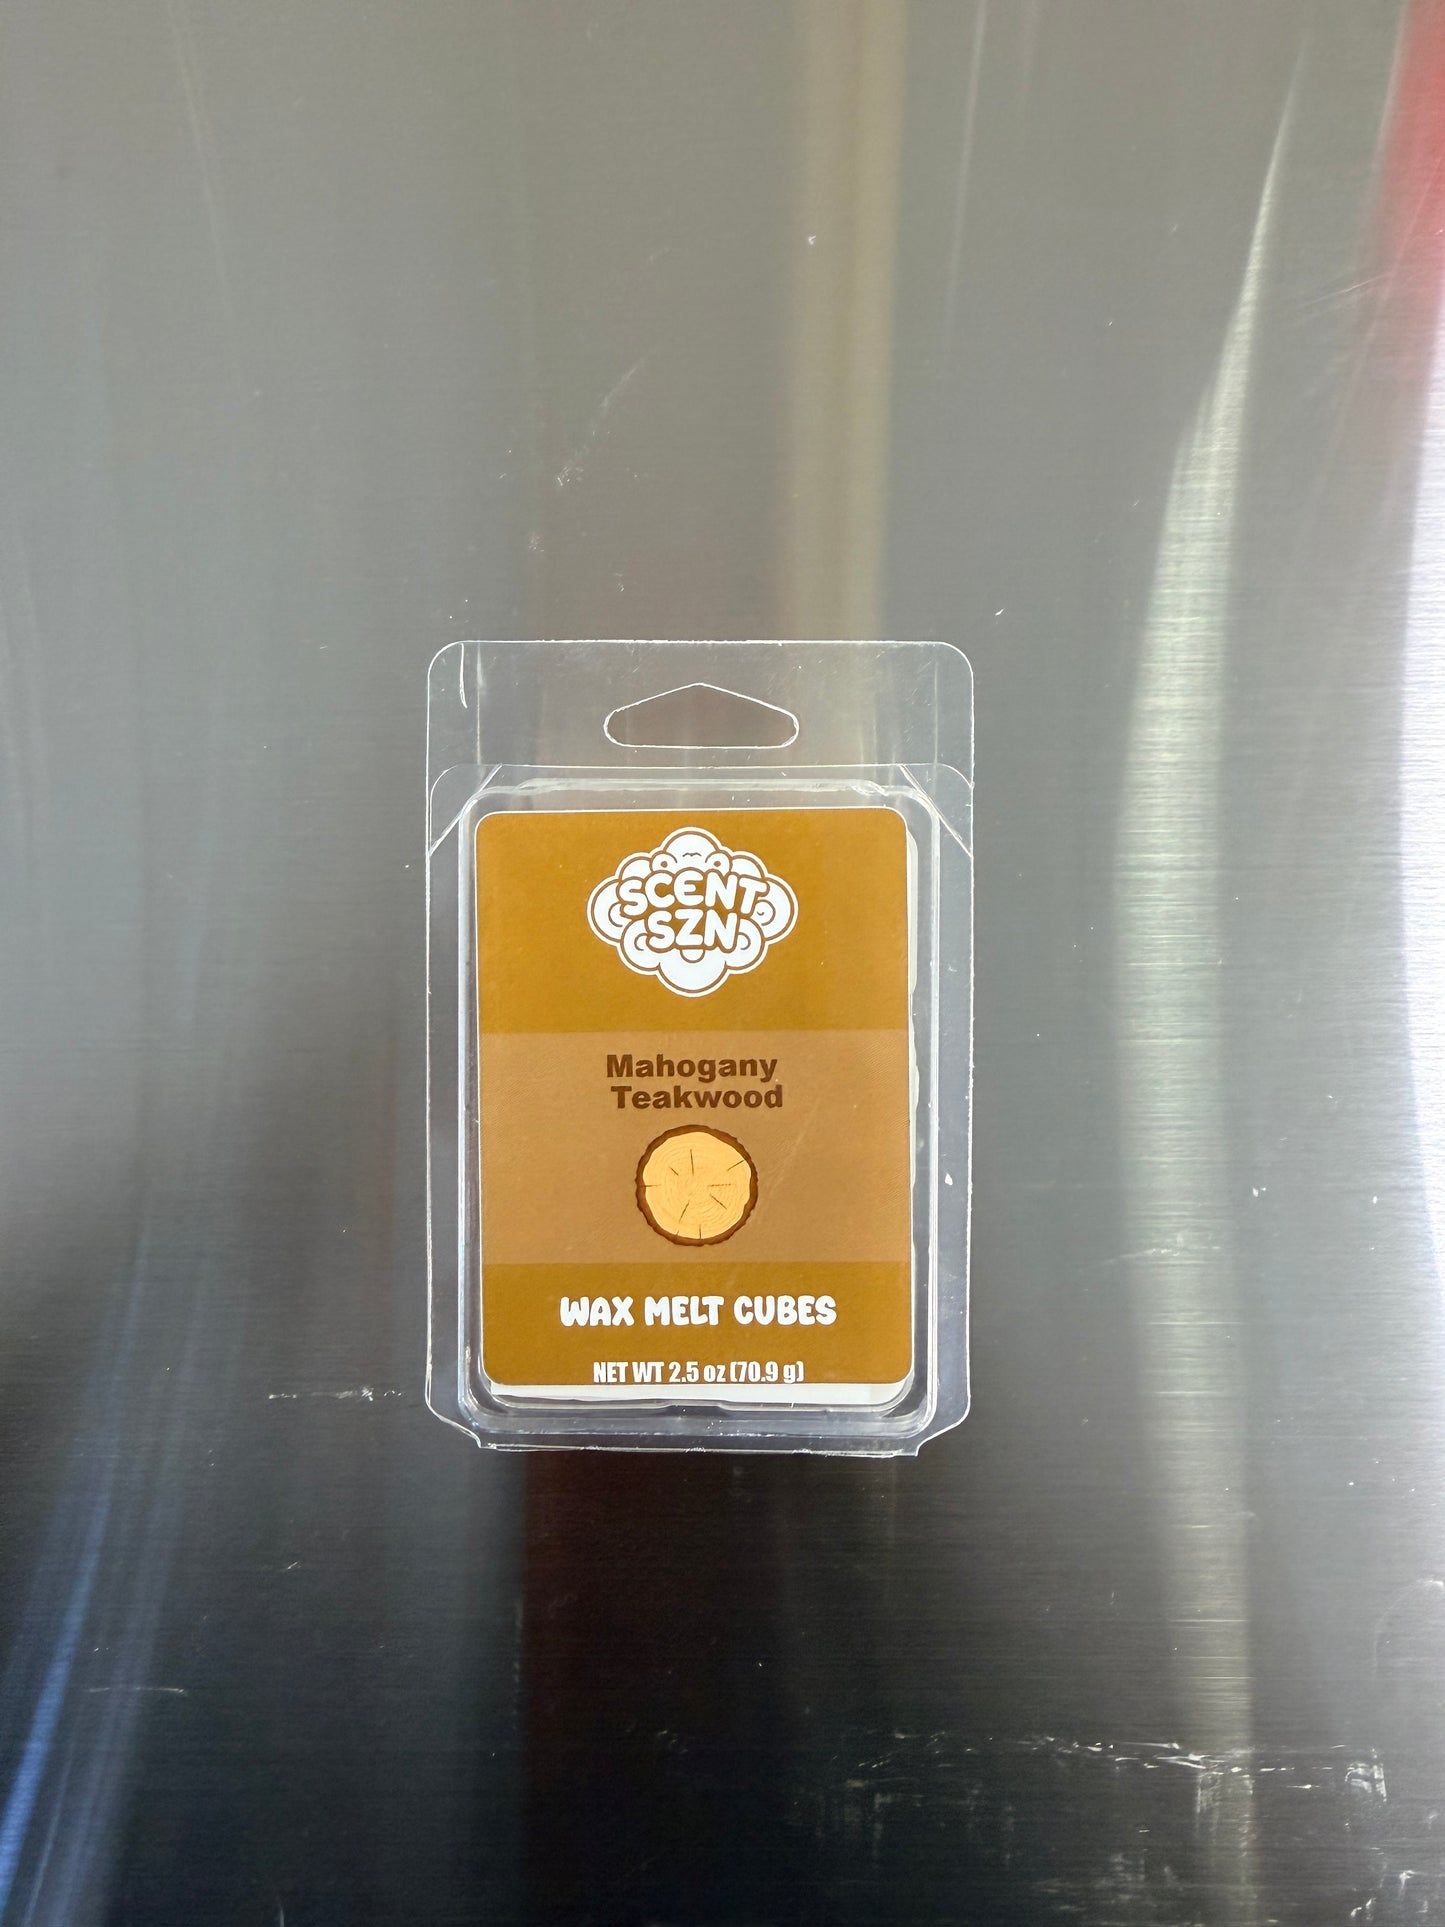 SCENT
SZN
Mahogany
Teakwood
WAX MELT CUBES
NET WT 2.5 oz (70.9 g)